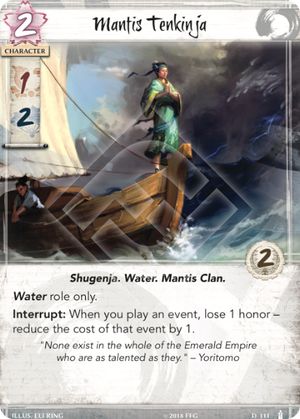 Mantis Tenkinja
2
CHARACTER
1
2
2
Shugenja. Water. Mantis Clan.
Water role only.
Interrupt: When you play an event, lose 1 honor –
reduce the cost of that event by 1.
"None exist in the whole of the Emerald Empire
who are as talented as they." – Yoritomo
ILLUS. ELI RING
© 2018 FFG
D 111